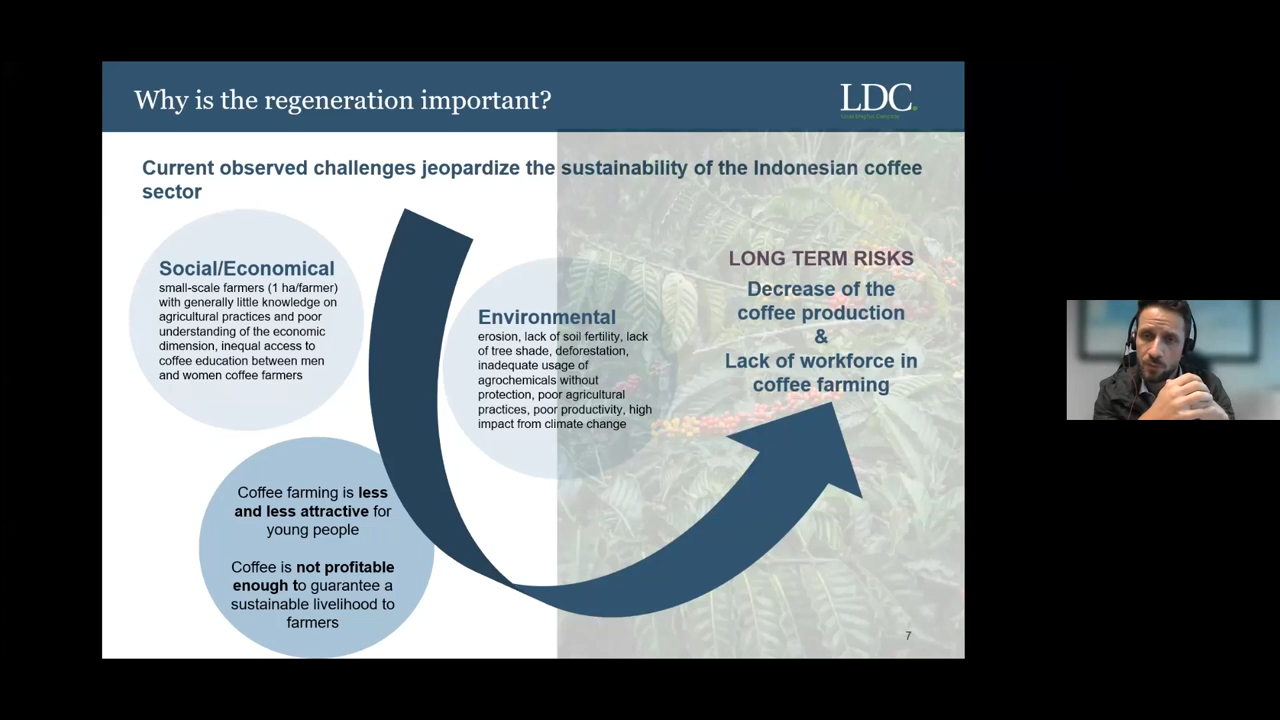 Why is the regeneration important?
LDC.
Louis Dreyfus Company
Current observed challenges jeopardize the sustainability of the Indonesian coffee
sector
Social/Economical
small-scale farmers (1 ha/farmer)
with generally little knowledge on
agricultural practices and poor
understanding of the economic
dimension, inequal access to
coffee education between men
and women coffee farmers
Environmental
erosion, lack of soil fertility, lack
of tree shade, deforestation,
inadequate usage of
agrochemicals without
protection, poor agricultural
practices, poor productivity, high
impact from climate change
LONG TERM RISKS
Decrease of the
coffee production
&
Lack of workforce in
coffee farming
Coffee farming is less
and less attractive for
young people
Coffee is not profitable
enough to guarantee a
sustainable livelihood to
farmers
7